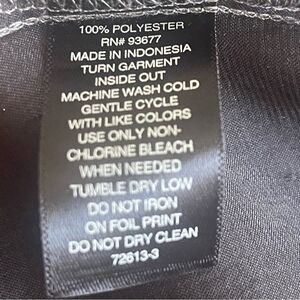 100% POLYESTER
RN# 93677
MADE IN INDONESIA
TURN GARMENT
INSIDE OUT
MACHINE WASH COLD
GENTLE CYCLE
WITH LIKE COLORS
USE ONLY NON-
CHLORINE BLEACH
WHEN NEEDED
TUMBLE DRY LOW
DO NOT IRON
ON FOIL PRINT
DO NOT DRY CLEAN
72613-3